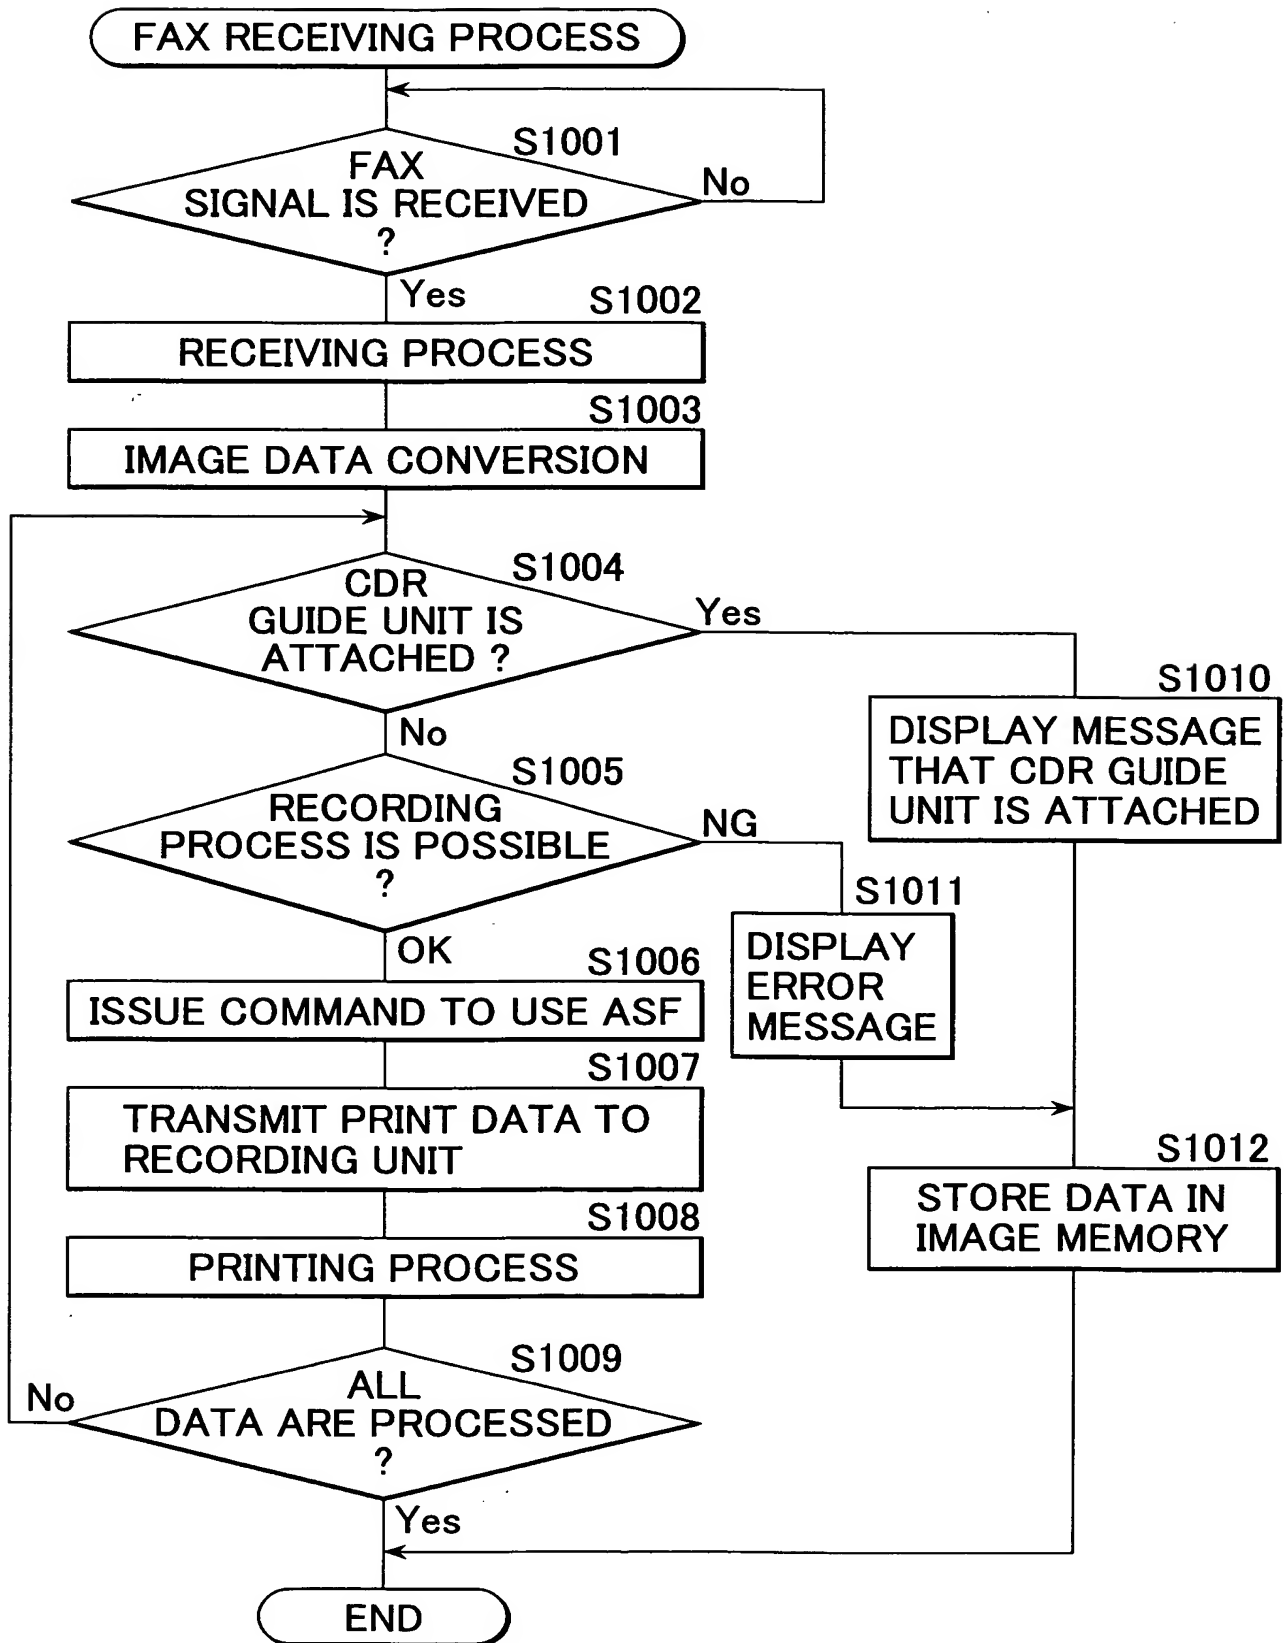 FAX RECEIVING PROCESS
S1001
FAX
SIGNAL IS RECEIVED
?
No
Yes
S1002
RECEIVING PROCESS
S1003
IMAGE DATA CONVERSION
S1004
CDR
GUIDE UNIT IS
ATTACHED ?
Yes
No
S1010
DISPLAY MESSAGE
THAT CDR GUIDE
UNIT IS ATTACHED
S1005
RECORDING
PROCESS IS POSSIBLE
?
NG
OK
S1011
DISPLAY
ERROR
MESSAGE
S1006
ISSUE COMMAND TO USE ASF
S1007
TRANSMIT PRINT DATA TO
RECORDING UNIT
S1012
STORE DATA IN
IMAGE MEMORY
S1008
PRINTING PROCESS
S1009
ALL
DATA ARE PROCESSED
?
No
Yes
END